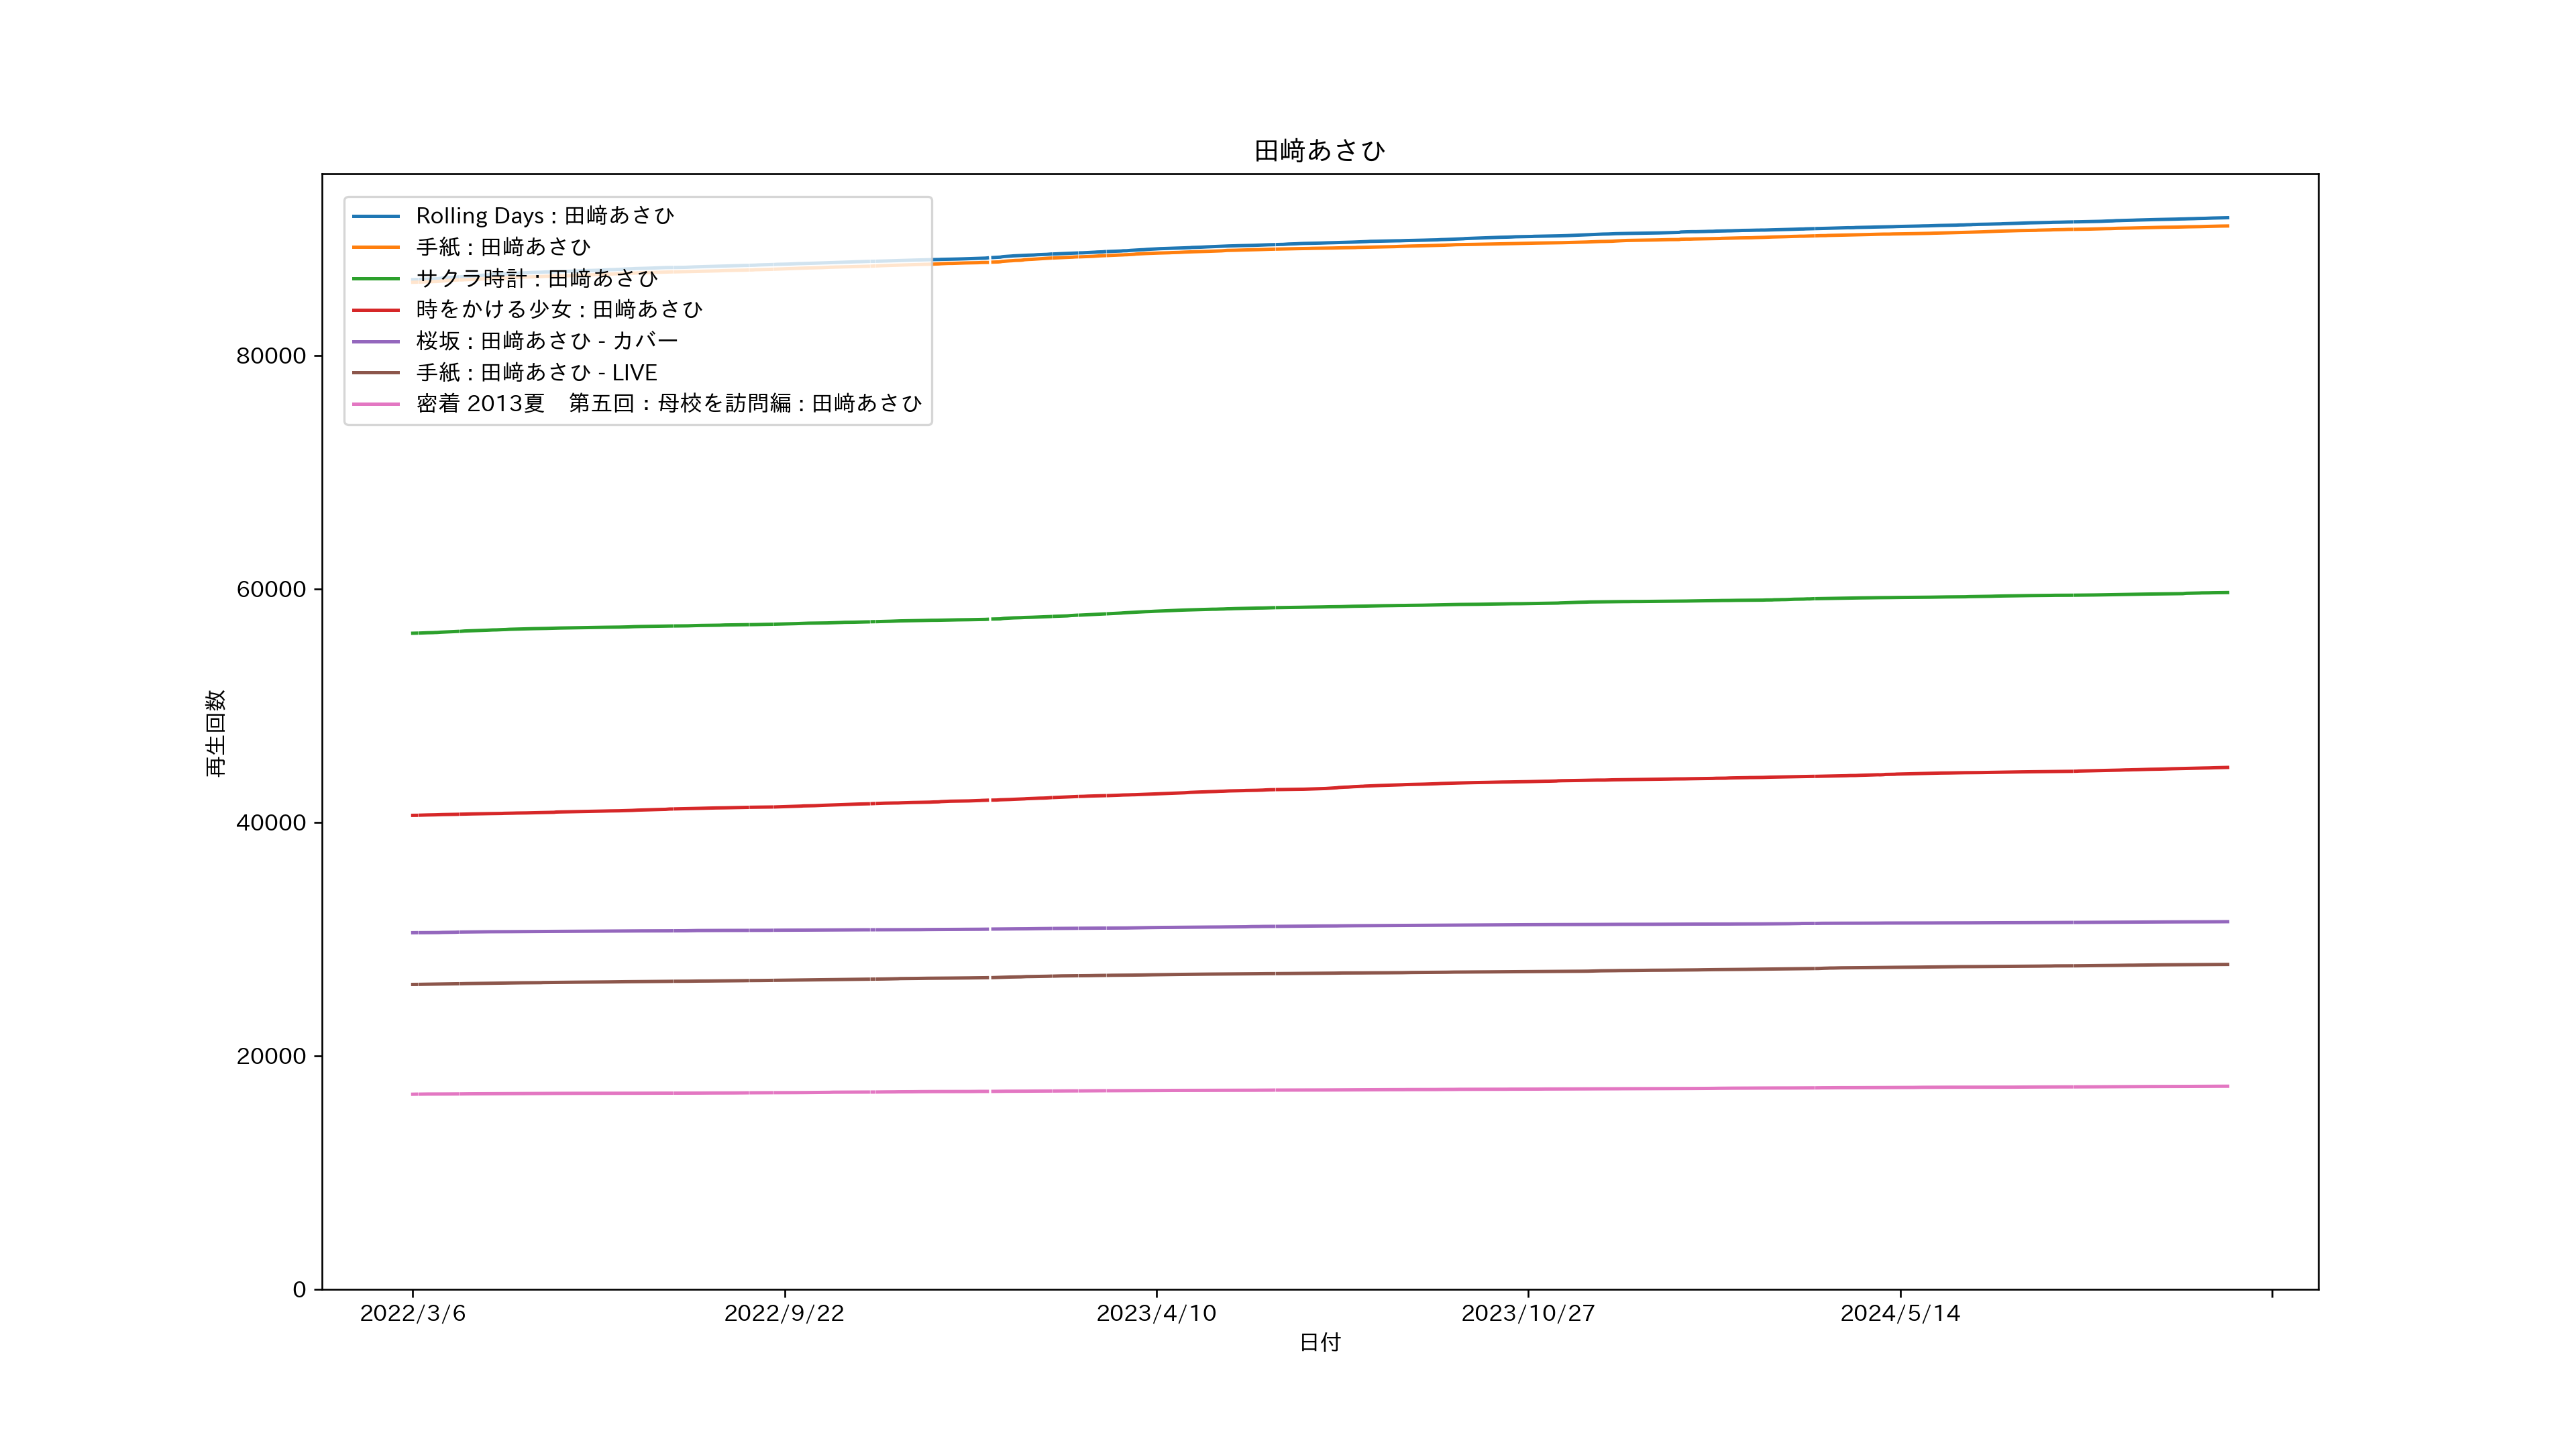 田﨑あさひ
Rolling Days : 田﨑あさひ
手紙 : 田﨑あさひ
サクラ時計 : 田﨑あさひ
時をかける少女 : 田﨑あさひ
桜坂 : 田﨑あさひ - カバー
手紙 : 田﨑あさひ - LIVE
密着 2013夏　第五回：母校を訪問編 : 田﨑あさひ
再生回数
80000
60000
40000
20000
0
2022/3/6
2022/9/22
2023/4/10
2023/10/27
2024/5/14
日付